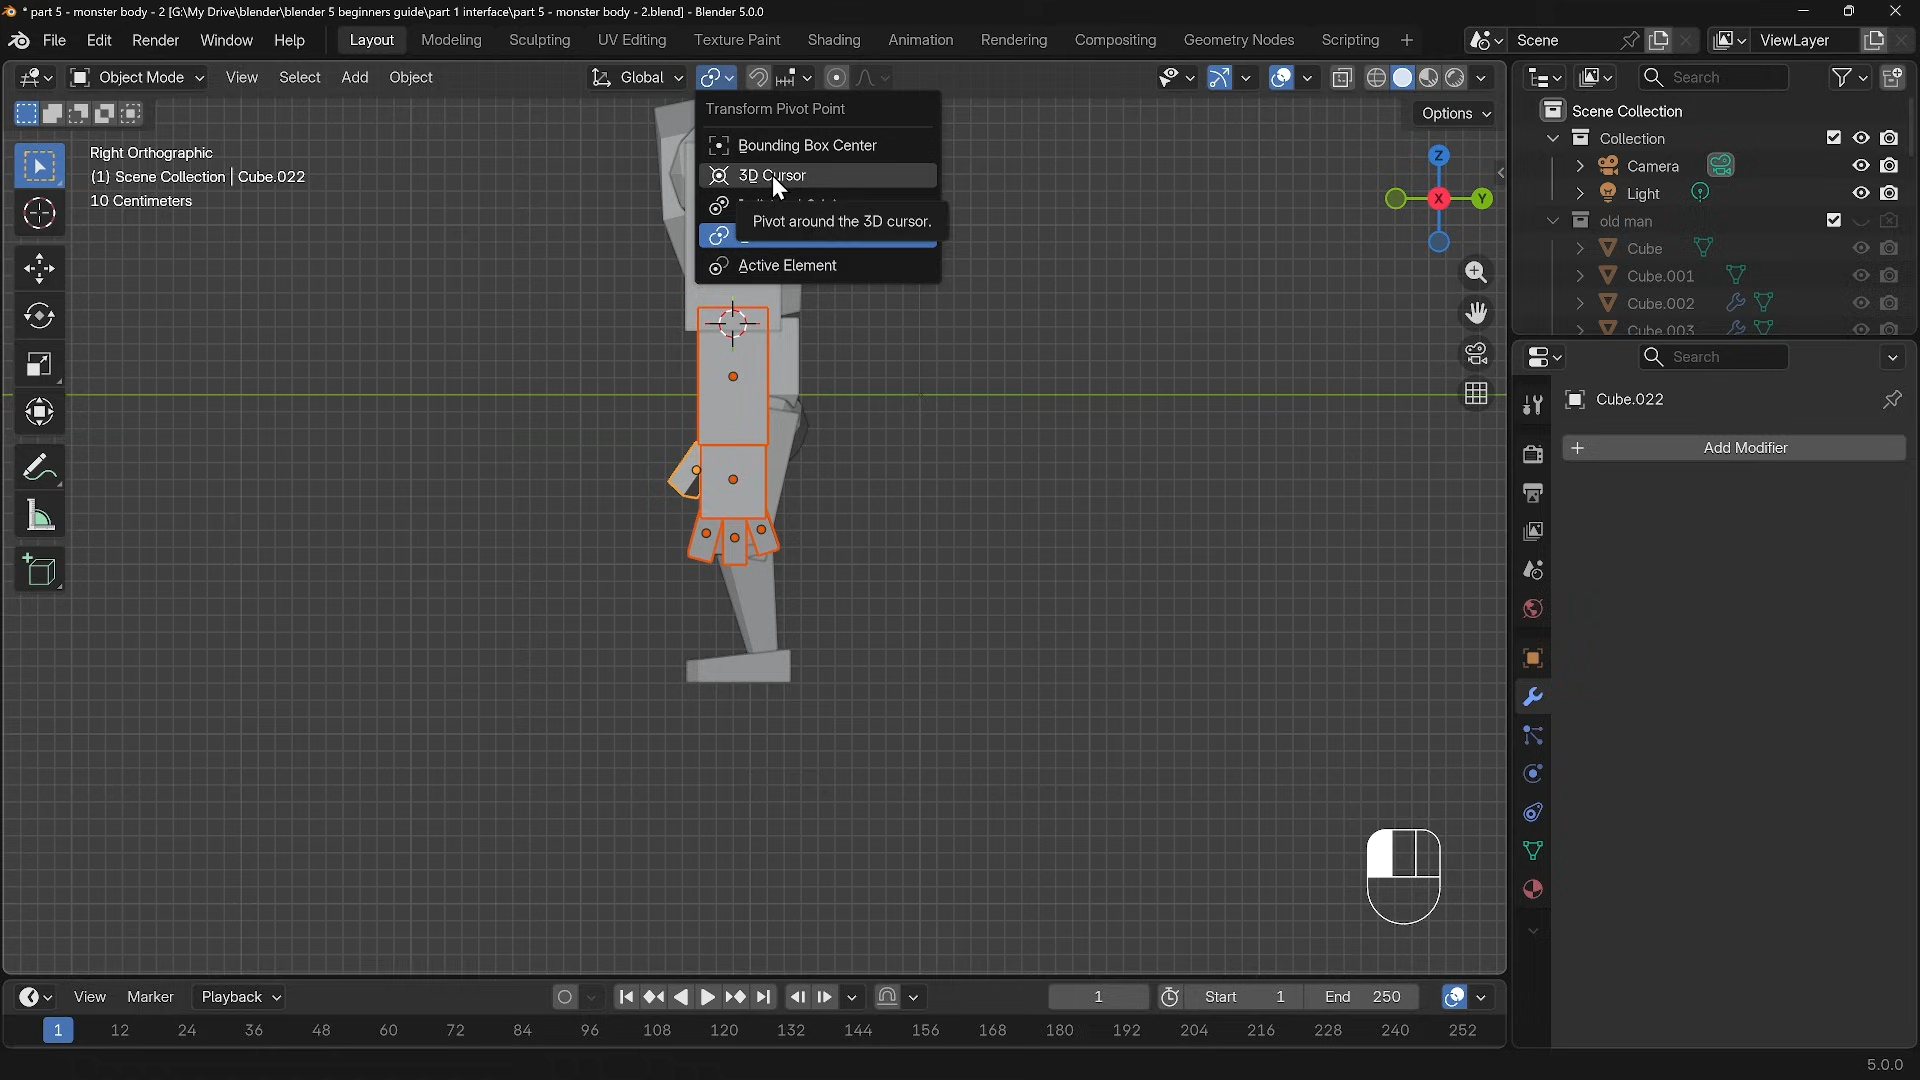 * part 5 - monster body - 2 [G:\My Drive\blender\blender 5 beginners guide\part 1 interface\part 5 - monster body - 2.blend] - Blender 5.0.0
File Edit Render Window Help Layout Modeling Sculpting UV Editing Texture Paint Shading Animation Rendering Compositing Geometry Nodes Scripting + Scene ViewLayer
Object Mode View Select Add Object Global Search
Options
Transform Pivot Point
Bounding Box Center
3D Cursor
Pivot around the 3D cursor.
Active Element
Right Orthographic
(1) Scene Collection | Cube.022
10 Centimeters
Z
X
Y
Scene Collection
Collection
Camera
Light
old man
Cube
Cube.001
Cube.002
Cube.003
Search
Cube.022
+ Add Modifier
View Marker Playback 1 Start 1 End 250
1 12 24 36 48 60 72 84 96 108 120 132 144 156 168 180 192 204 216 228 240 252
5.0.0